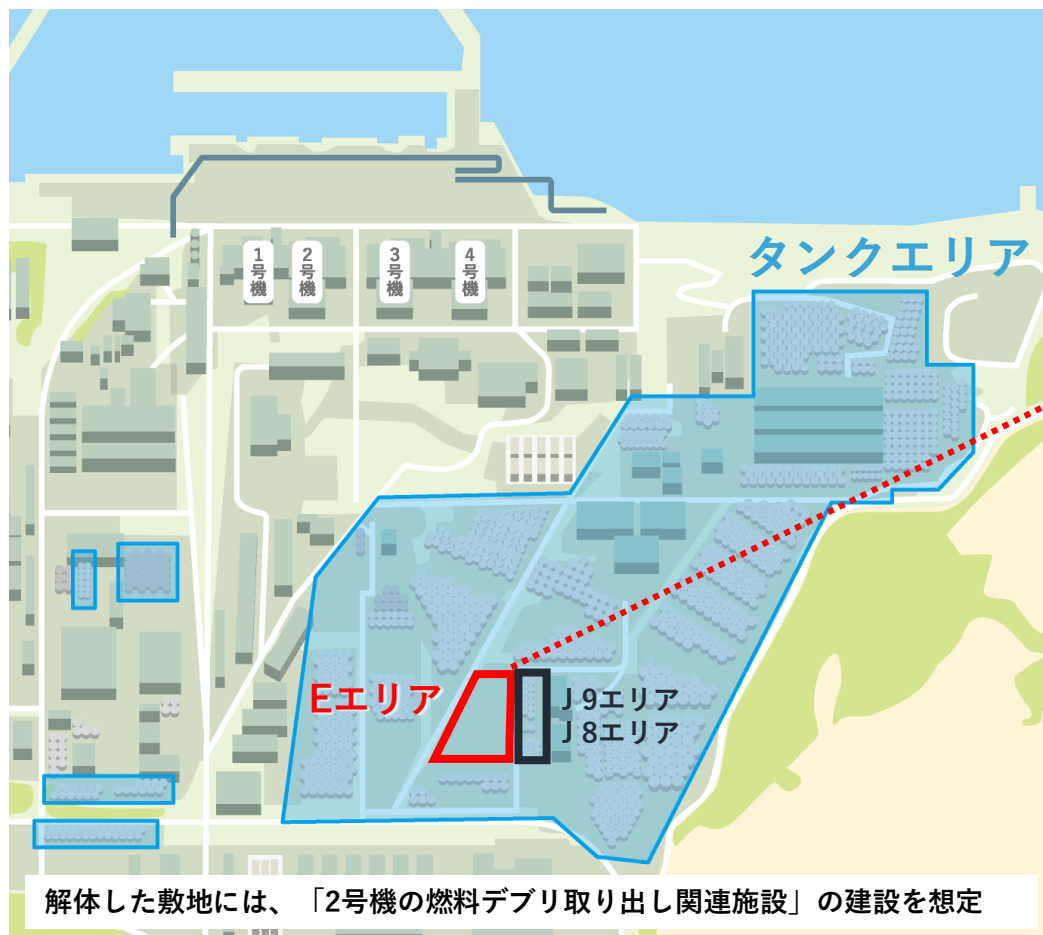 1号機
2号機
3号機
4号機
タンクエリア
Eエリア
J9エリア
J8エリア
解体した敷地には、「2号機の燃料デブリ取り出し関連施設」の建設を想定